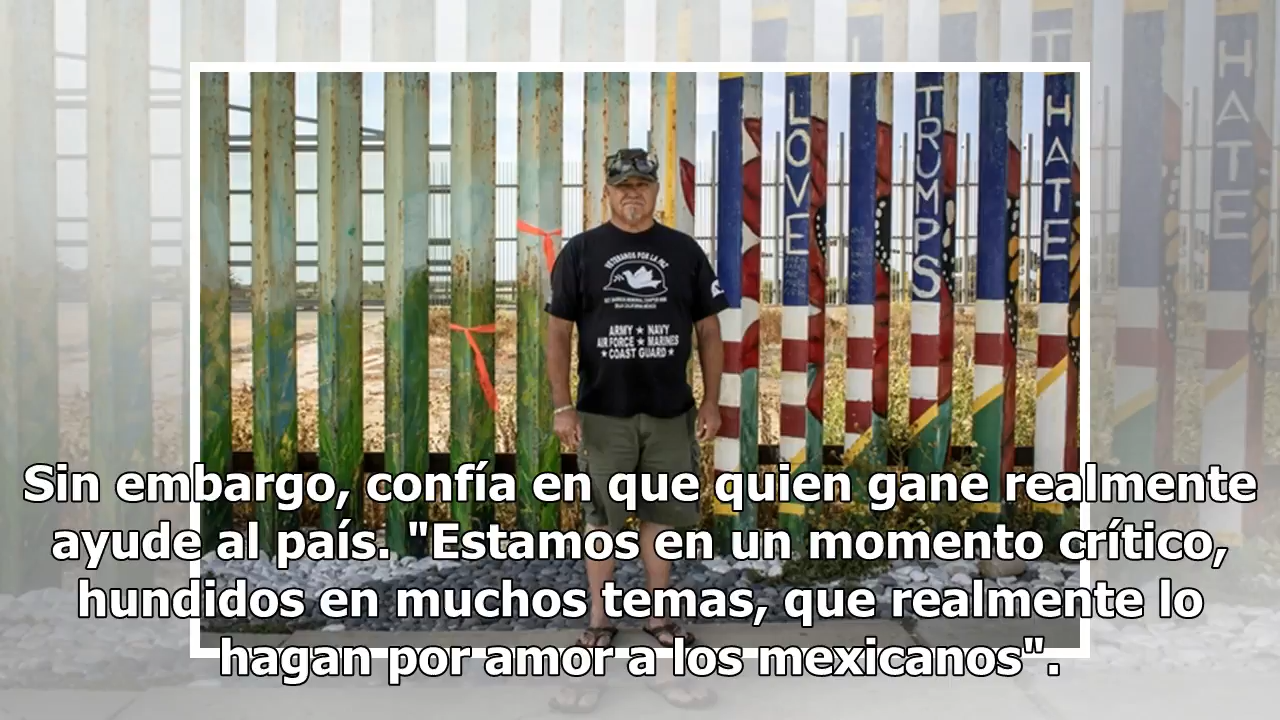 LOVE
TRUMPS
HATE
HATE
VETERANOS POR LA PAZ
ARMY ★ NAVY
AIR FORCE ★ MARINES
★ COAST GUARD ★
Sin embargo, confía en que quien gane realmente
ayude al país. "Estamos en un momento crítico,
hundidos en muchos temas, que realmente lo
hagan por amor a los mexicanos".